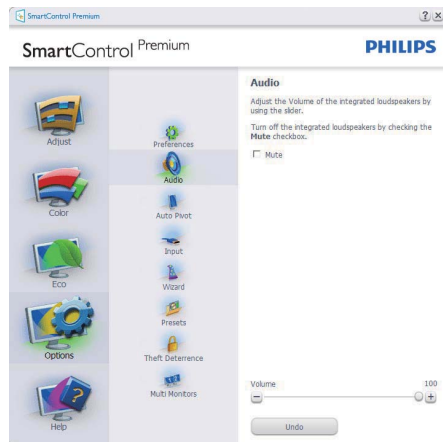 SmartControl Premium
SmartControl Premium
PHILIPS
Adjust
Color
Eco
Options
Help
Preferences
Audio
Auto Pivot
Input
Wizard
Presets
Theft Deterrence
Multi Monitors
Audio
Adjust the Volume of the integrated loudspeakers by
using the slider.
Turn off the integrated loudspeakers by checking the
Mute checkbox.
Mute
Volume 100
Undo